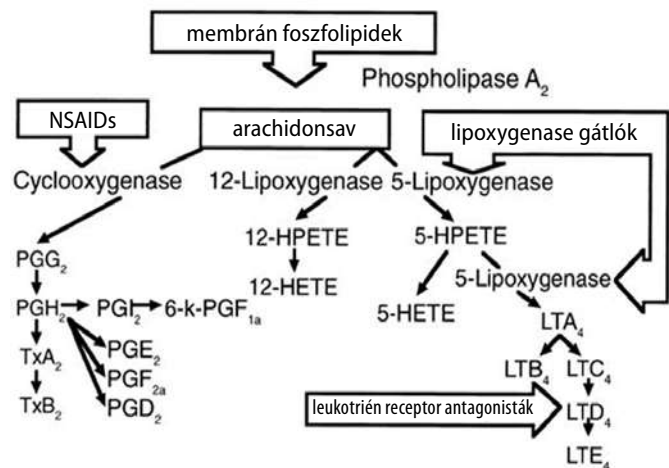 membrán foszfolipidek
Phospholipase A₂
NSAIDs
arachidonsav
lipoxygenase gátlók
Cyclooxygenase
12-Lipoxygenase
5-Lipoxygenase
12-HPETE
5-HPETE
PGG₂
12-HETE
5-Lipoxygenase
PGH₂
PGI₂
6-k-PGF₁ₐ
5-HETE
LTA₄
TxA₂
PGE₂
PGF₂ₐ
LTB₄
LTC₄
TxB₂
PGD₂
leukotrién receptor antagonisták
LTD₄
LTE₄